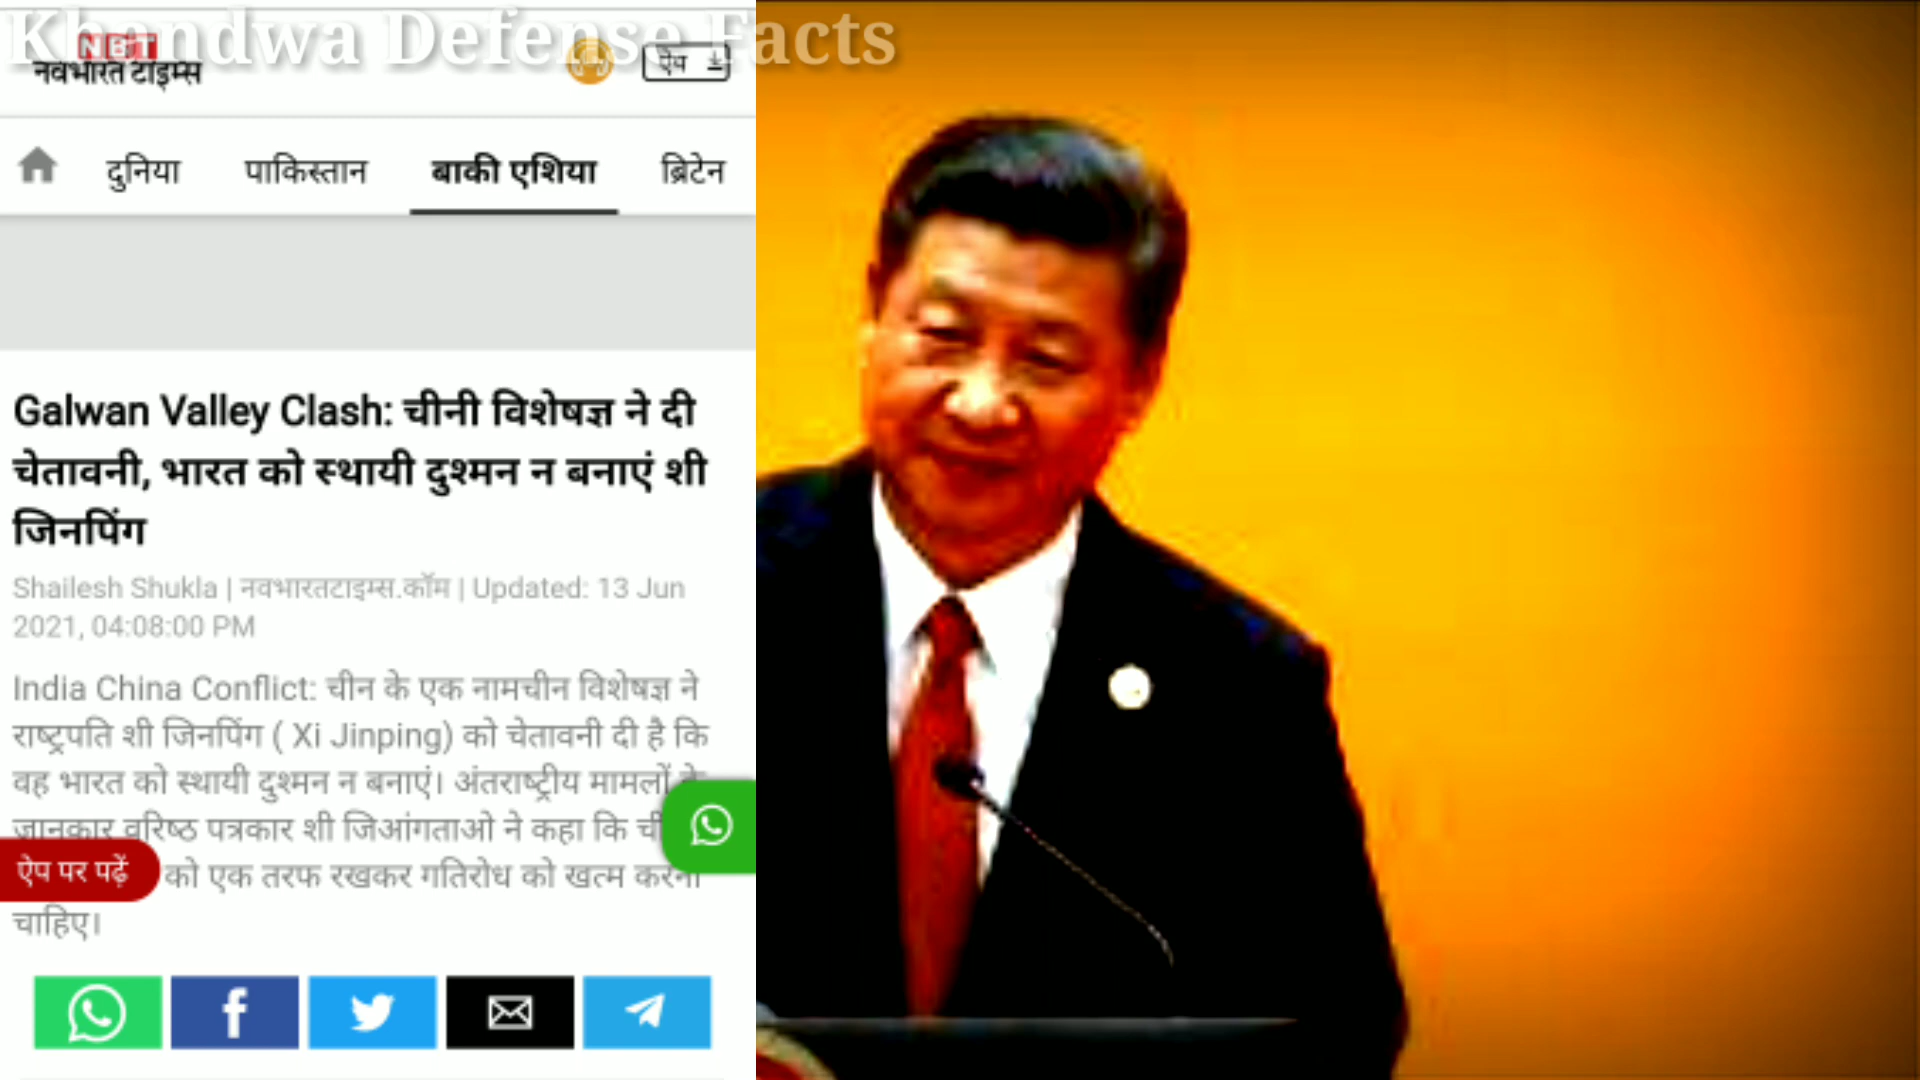 Khandwa Defense Facts
NBT
नवभारत टाइम्स
ऐप
दुनिया पाकिस्तान बाकी एशिया ब्रिटेन
Galwan Valley Clash: चीनी विशेषज्ञ ने दी
चेतावनी, भारत को स्थायी दुश्मन न बनाएं शी
जिनपिंग
Shailesh Shukla | नवभारतटाइम्स.कॉम | Updated: 13 Jun
2021, 04:08:00 PM
India China Conflict: चीन के एक नामचीन विशेषज्ञ ने
राष्ट्रपति शी जिनपिंग ( Xi Jinping) को चेतावनी दी है कि
वह भारत को स्थायी दुश्मन न बनाएं। अंतराष्ट्रीय मामलों
जानकार वरिष्ठ पत्रकार शी जिआंगताओ ने कहा कि
ऐप पर पढ़ें को एक तरफ रखकर गतिरोध को खत्म करना
चाहिए।